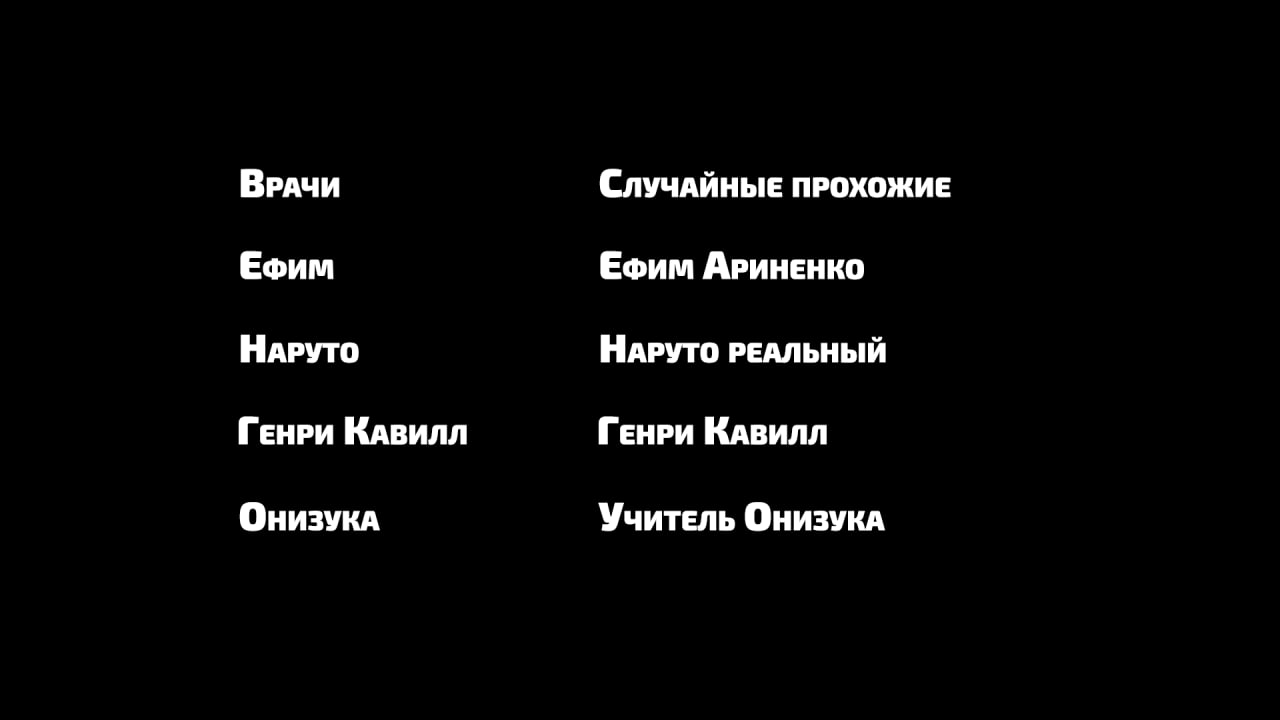 Врачи Случайные прохожие
Ефим Ефим Ариненко
Наруто Наруто реальный
Генри Кавилл Генри Кавилл
Онизука Учитель Онизука